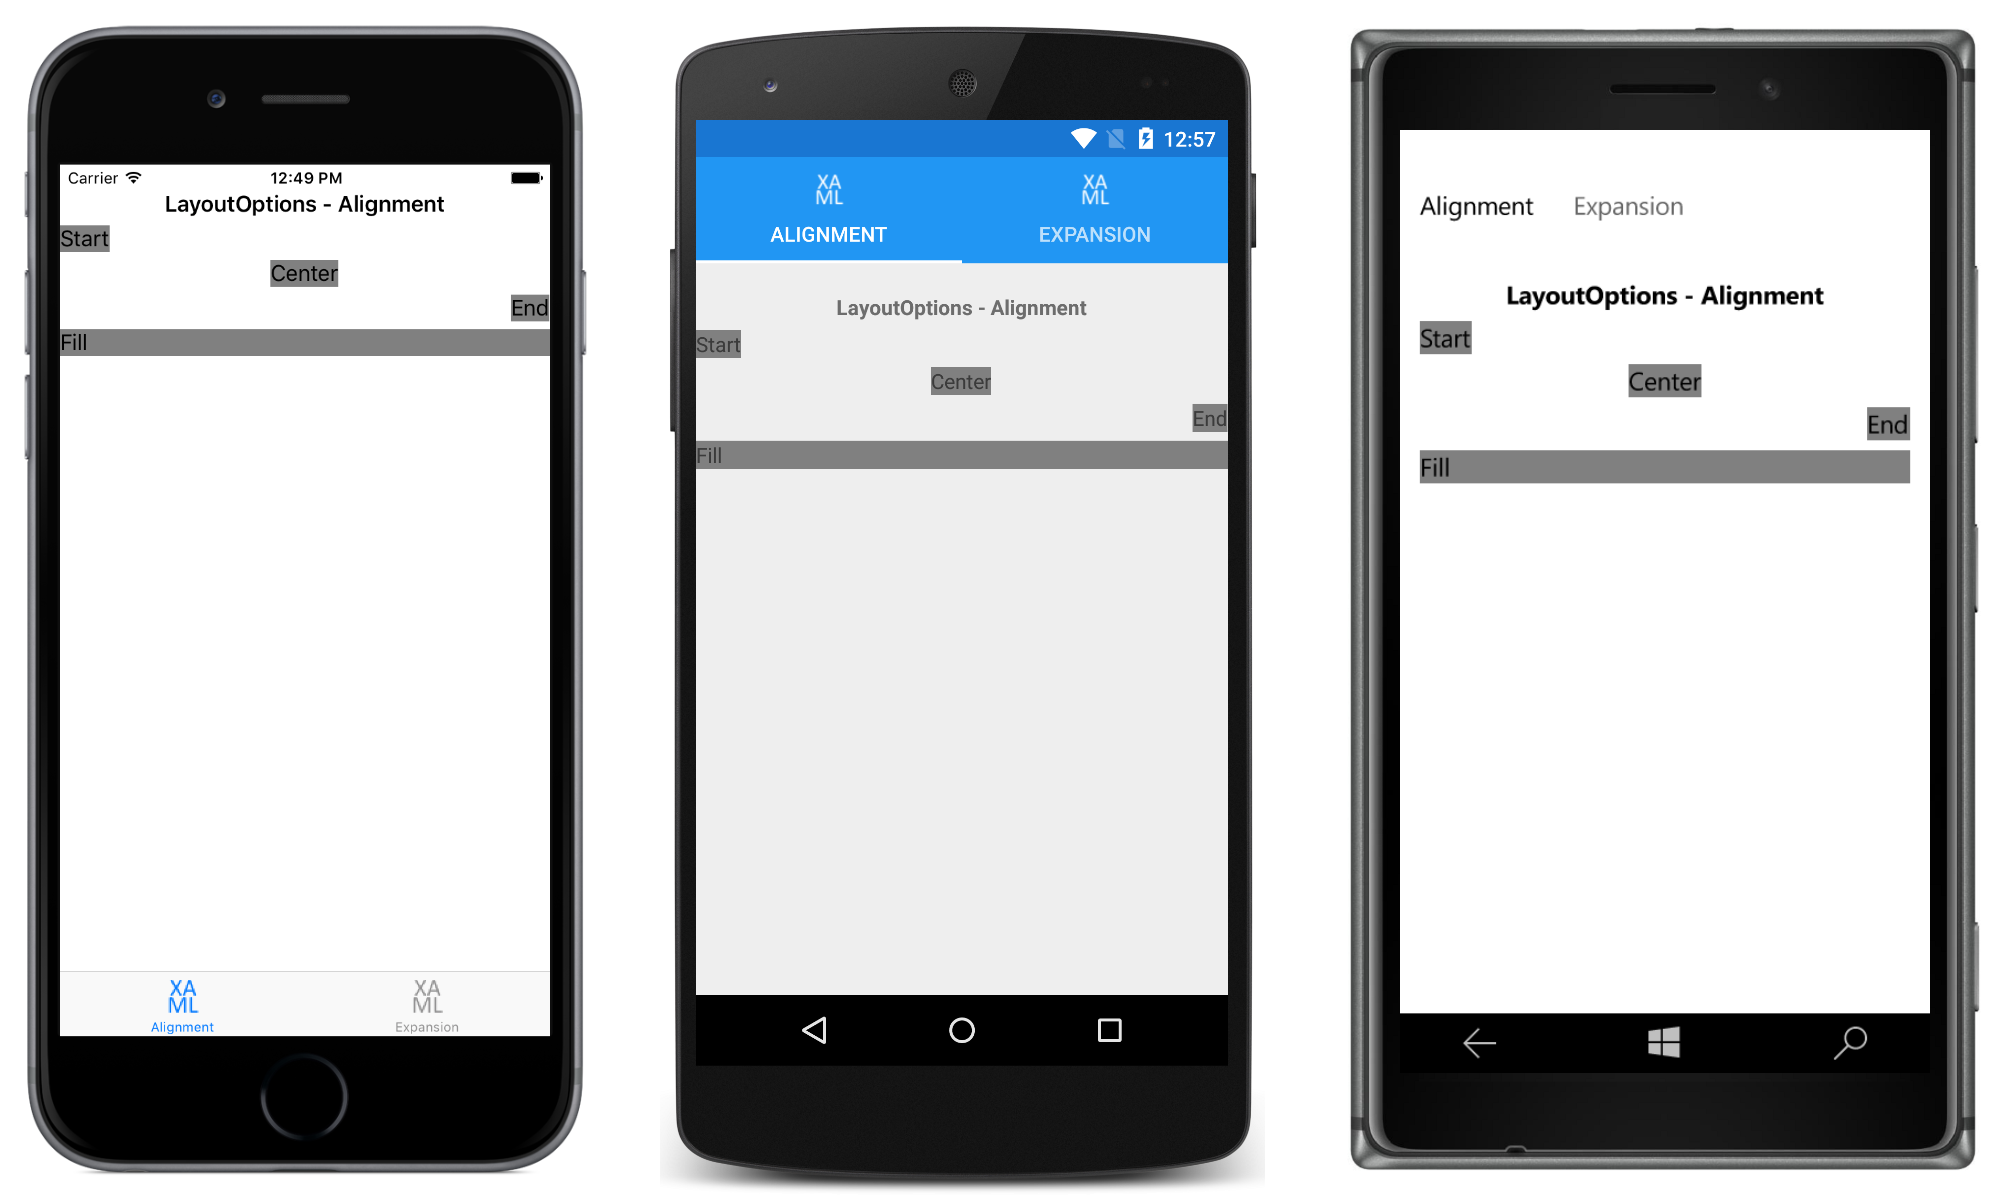 Carrier 12:49 PM
LayoutOptions - Alignment
Start
Center
End
Fill
XA
ML
Alignment
XA
ML
Expansion
12:57
XA
ML
ALIGNMENT
XA
ML
EXPANSION
LayoutOptions - Alignment
Start
Center
End
Fill
Alignment Expansion
LayoutOptions - Alignment
Start
Center
End
Fill